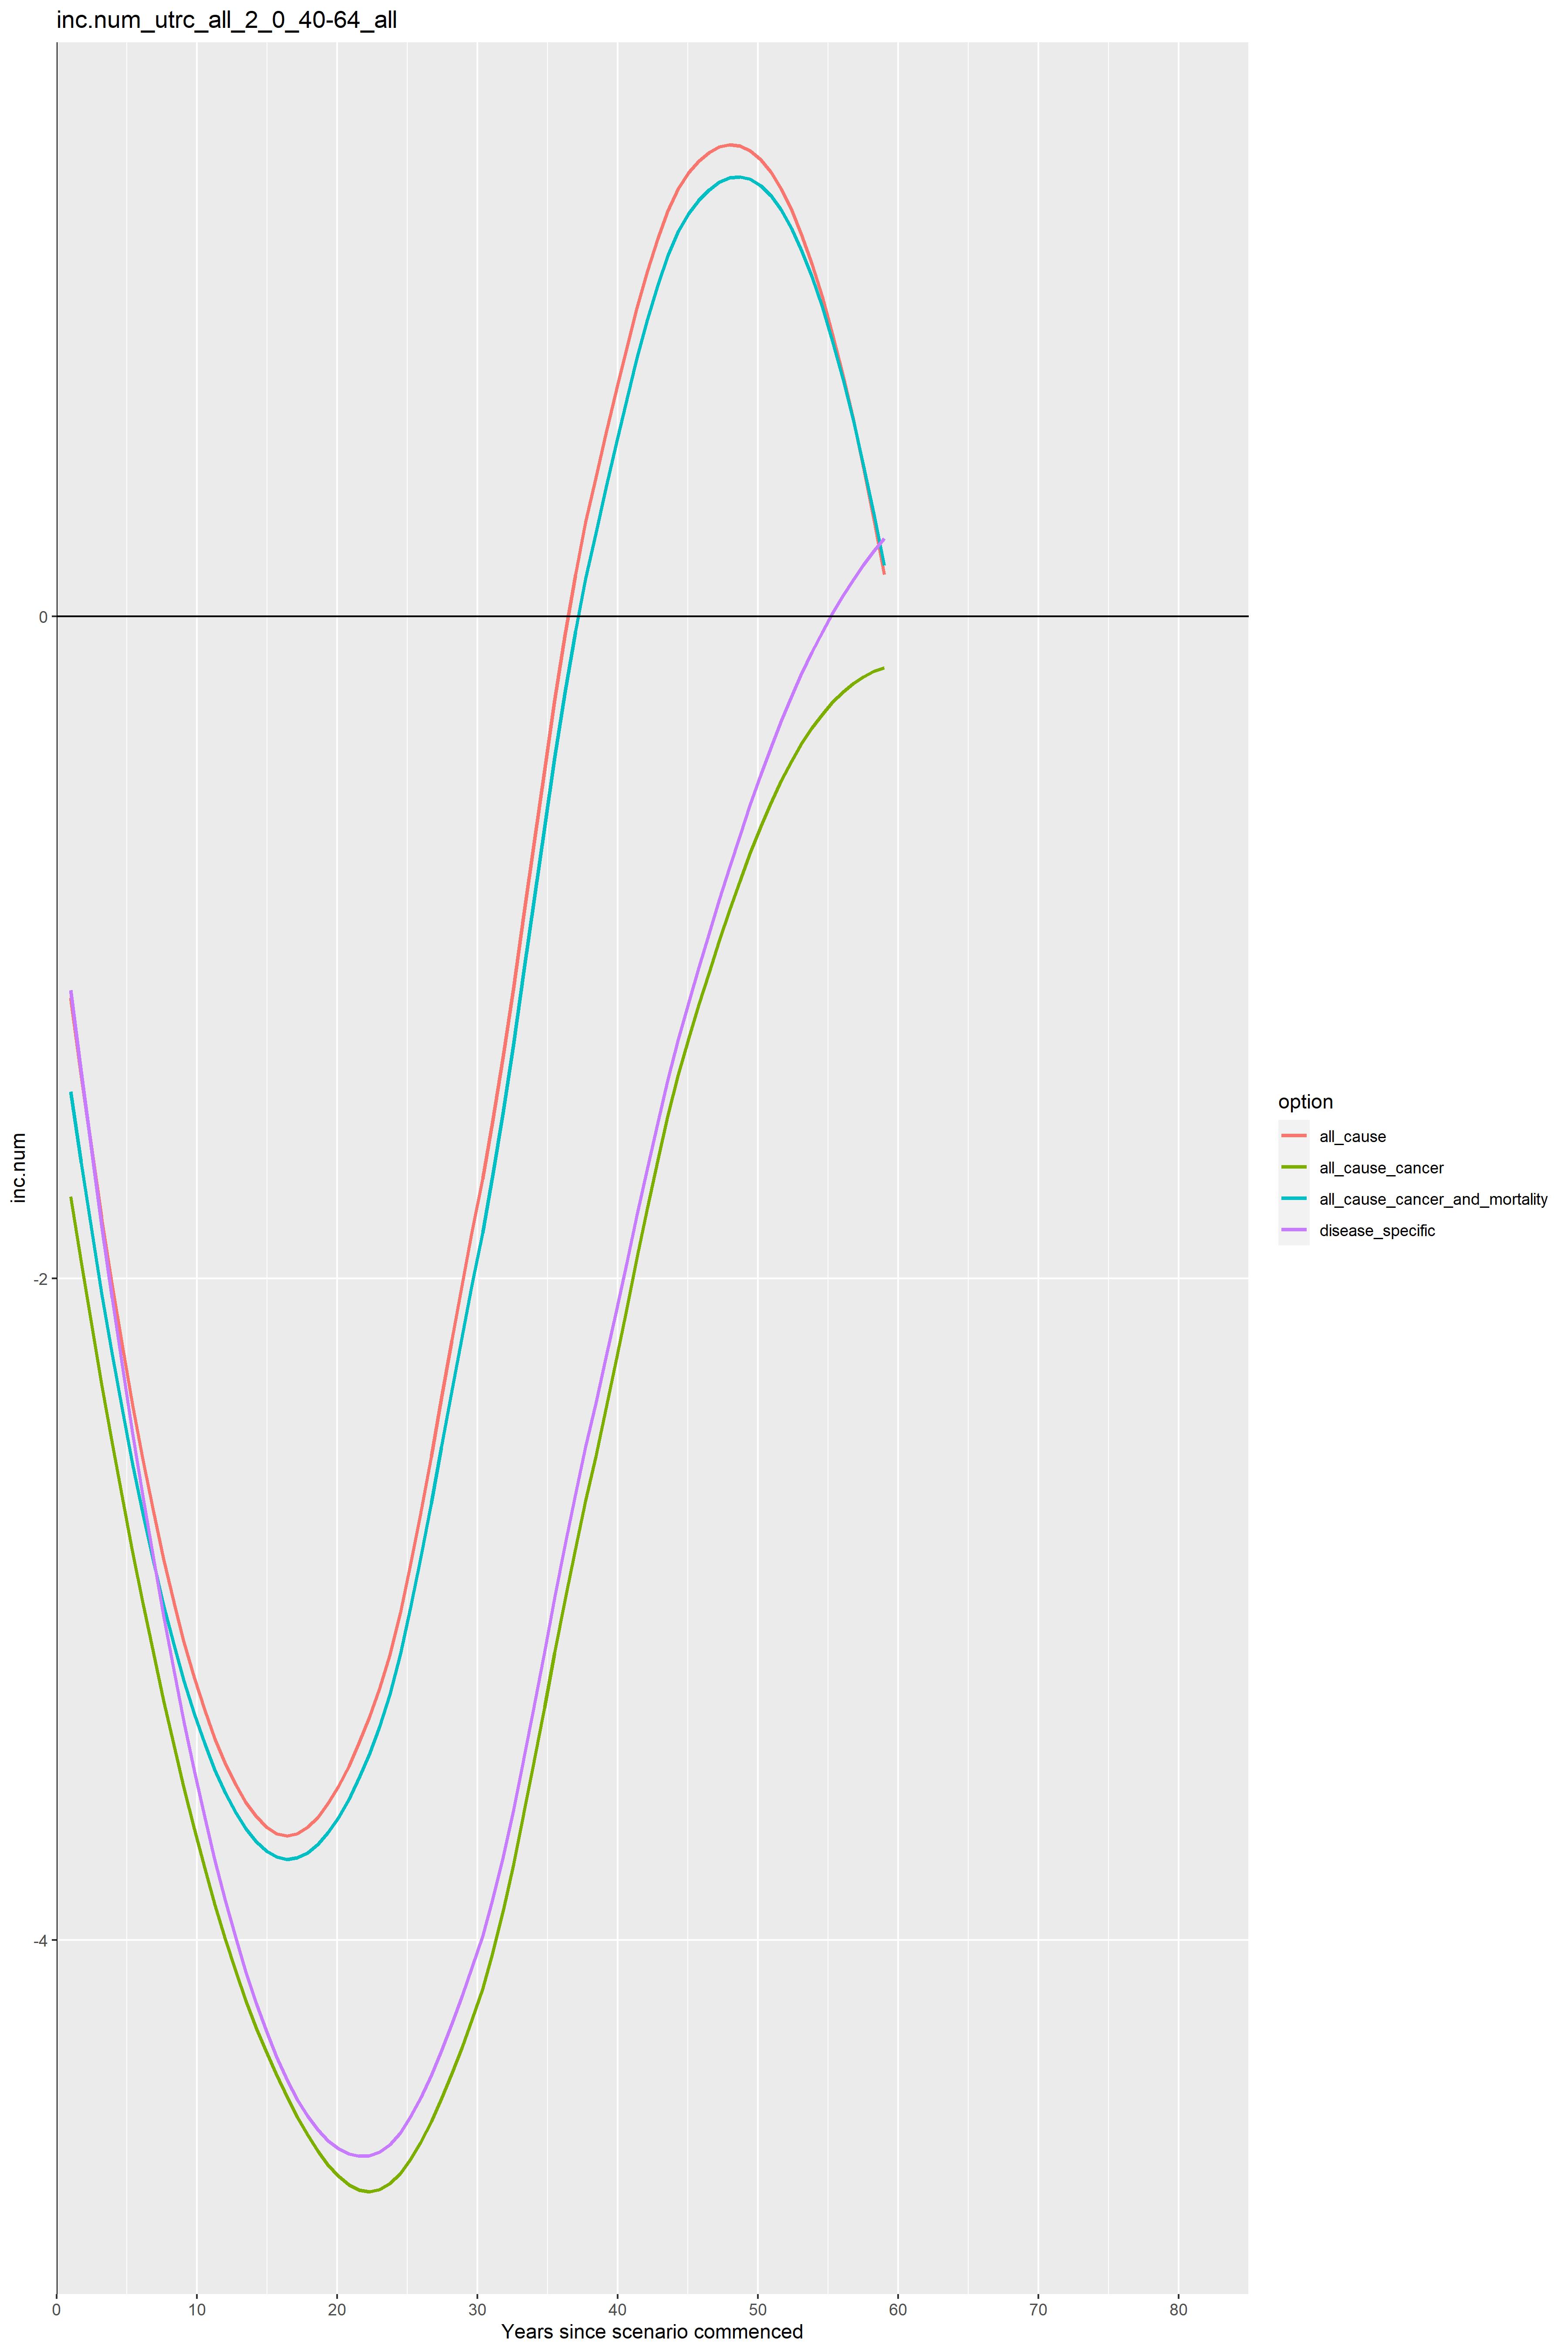 inc.num_utrc_all_2_0_40-64_all
inc.num
0
-2
-4
0 10 20 30 40 50 60 70 80
Years since scenario commenced
option
all_cause
all_cause_cancer
all_cause_cancer_and_mortality
disease_specific